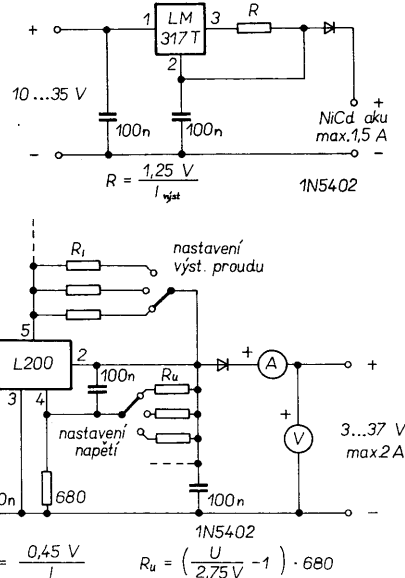 LM
317T
1
3
2
R
+
+
10...35 V
100n
100n
NiCd aku
max.1,5 A
−
−
R = 1,25 V / I výst
1N5402
R₁
nastavení
výst. proudu
5
L200
2
3
4
100n
Rᵤ
nastavení
napětí
+
A
+
+
V
3...37 V
max2A
680
0n
100n
−
1N5402
= 0,45 V / I
Rᵤ = (U / 2,75 V − 1) · 680